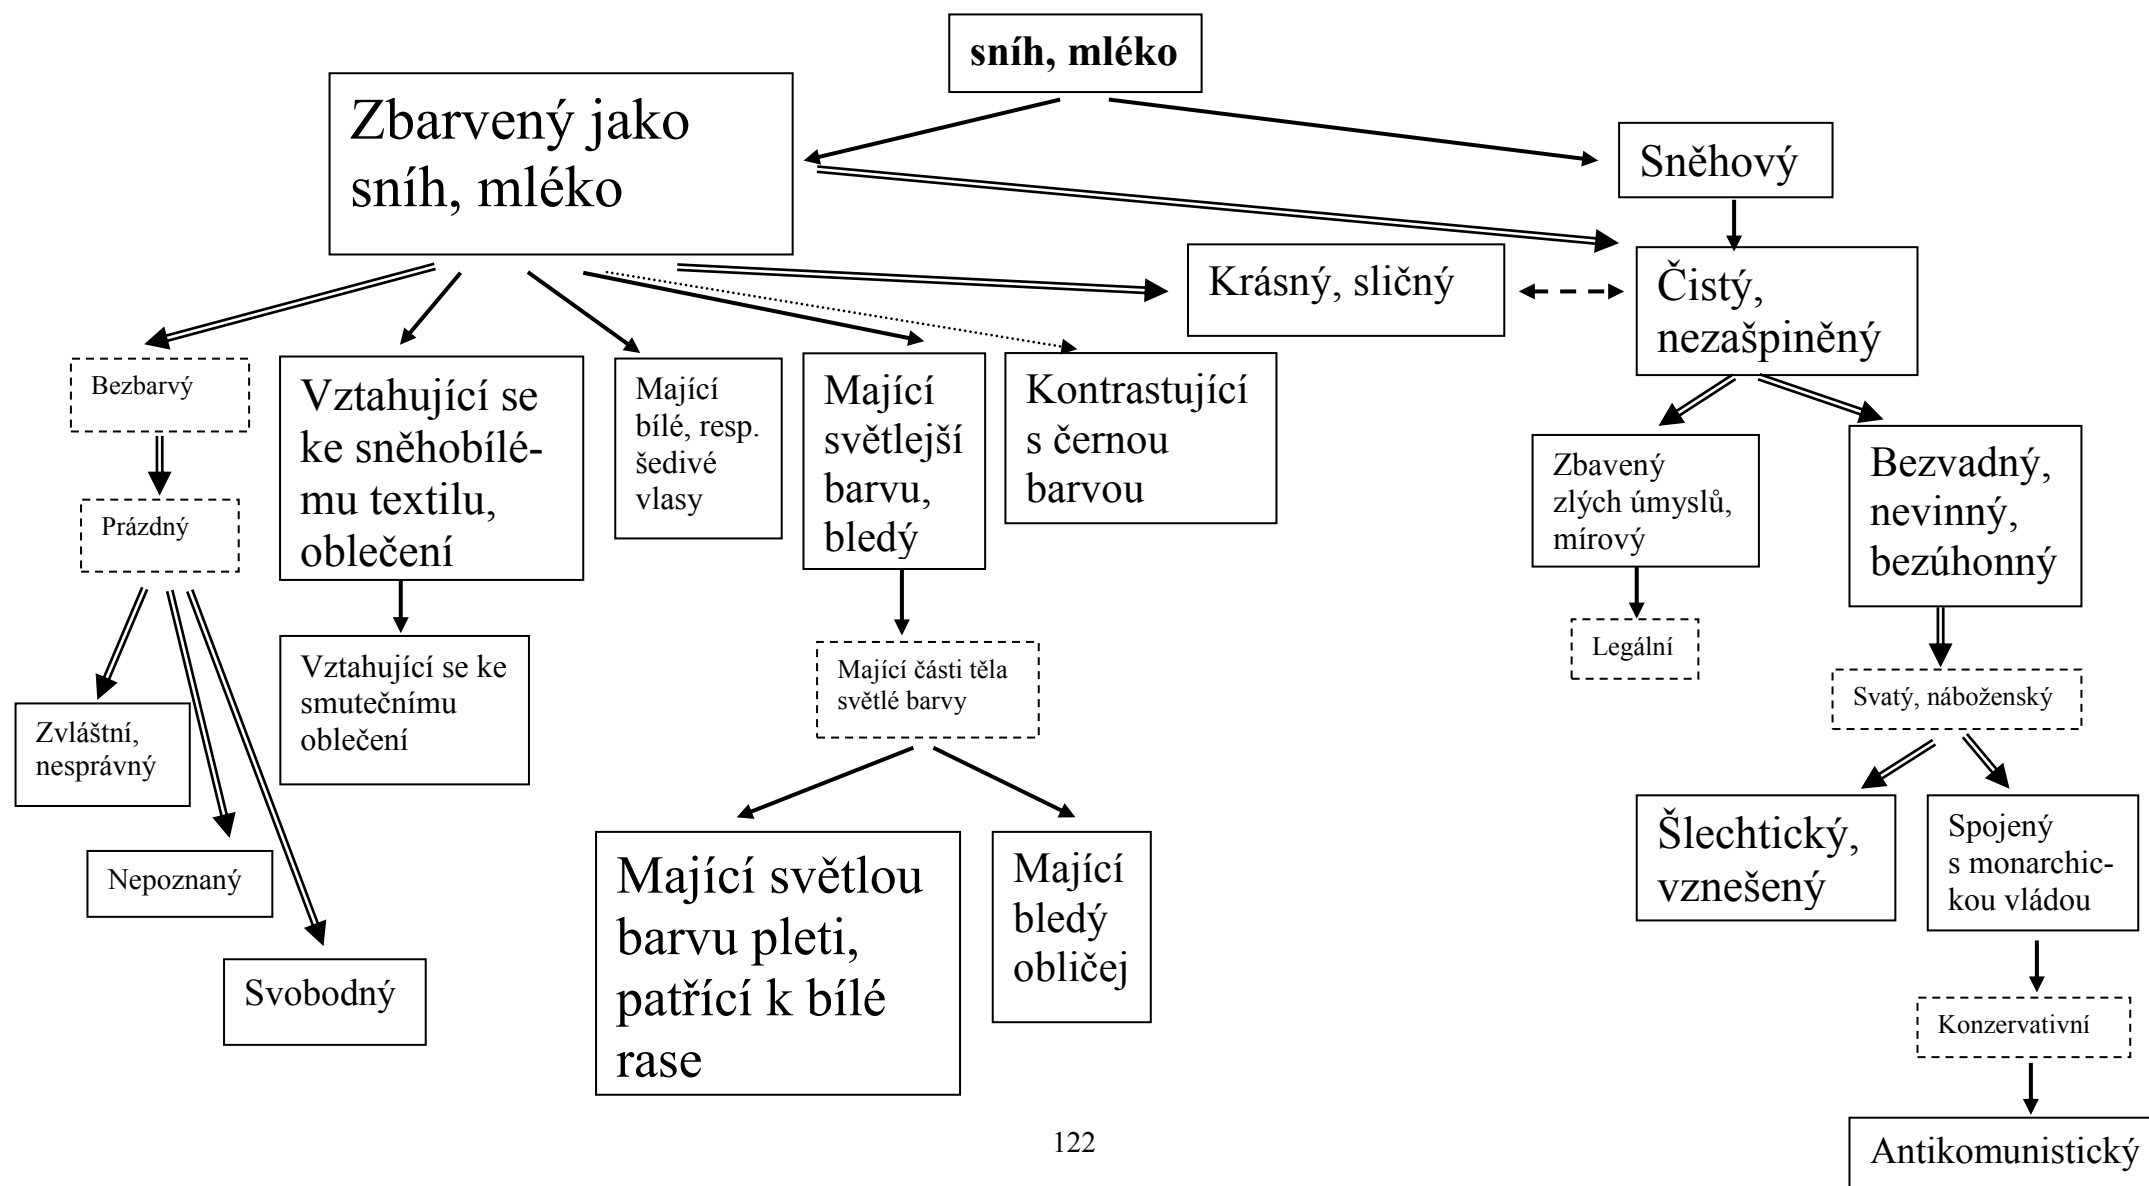 sníh, mléko
Zbarvený jako
sníh, mléko
Sněhový
Krásný, sličný
Čistý,
nezašpiněný
Bezbarvý
Vztahující se
ke sněhobílé-
mu textilu,
oblečení
Mající
bílé, resp.
šedivé
vlasy
Mající
světlejší
barvu,
bledý
Kontrastující
s černou
barvou
Zbavený
zlých úmyslů,
mírový
Bezvadný,
nevinný,
bezúhonný
Prázdný
Legální
Vztahující se ke
smutečnímu
oblečení
Mající části těla
světlé barvy
Svatý, náboženský
Zvláštní,
nesprávný
Nepoznaný
Svobodný
Mající světlou
barvu pleti,
patřící k bílé
rase
Mající
bledý
obličej
Šlechtický,
vznešený
Spojený
s monarchic-
kou vládou
Konzervativní
Antikomunistický
122